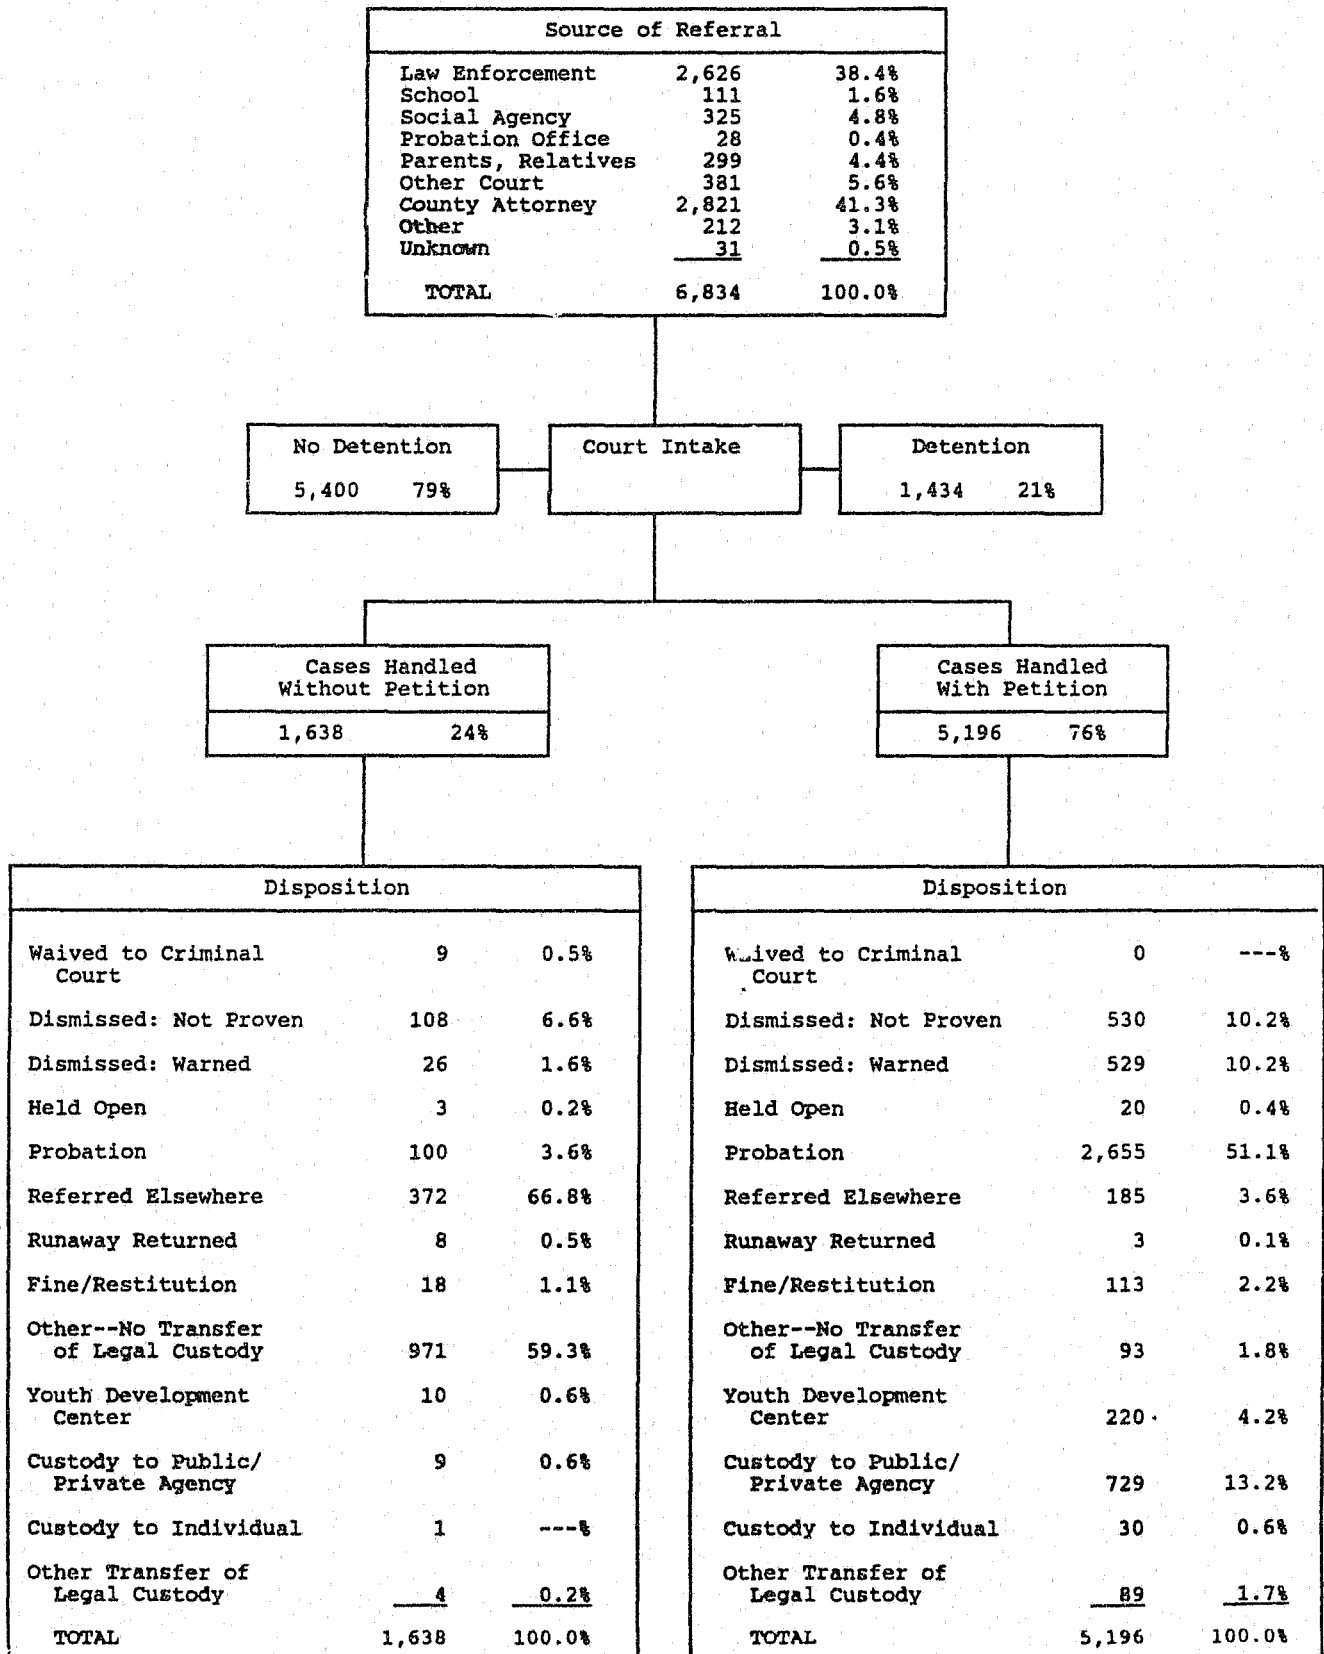 Source of Referral
Law Enforcement 2,626 38.4%
School 111 1.6%
Social Agency 325 4.8%
Probation Office 28 0.4%
Parents, Relatives 299 4.4%
Other Court 381 5.6%
County Attorney 2,821 41.3%
Other 212 3.1%
Unknown 31 0.5%
TOTAL 6,834 100.0%
No Detention
5,400 79%
Court Intake
Detention
1,434 21%
Cases Handled
Without Petition
1,638 24%
Cases Handled
With Petition
5,196 76%
Disposition
Waived to Criminal 9 0.5%
Court
Dismissed: Not Proven 108 6.6%
Dismissed: Warned 26 1.6%
Held Open 3 0.2%
Probation 100 3.6%
Referred Elsewhere 372 66.8%
Runaway Returned 8 0.5%
Fine/Restitution 18 1.1%
Other--No Transfer
of Legal Custody 971 59.3%
Youth Development 10 0.6%
Center
Custody to Public/ 9 0.6%
Private Agency
Custody to Individual 1 ---%
Other Transfer of
Legal Custody 4 0.2%
TOTAL 1,638 100.0%
Disposition
Waived to Criminal 0 ---%
Court
Dismissed: Not Proven 530 10.2%
Dismissed: Warned 529 10.2%
Held Open 20 0.4%
Probation 2,655 51.1%
Referred Elsewhere 185 3.6%
Runaway Returned 3 0.1%
Fine/Restitution 113 2.2%
Other--No Transfer
of Legal Custody 93 1.8%
Youth Development
Center 220 4.2%
Custody to Public/
Private Agency 729 13.2%
Custody to Individual 30 0.6%
Other Transfer of
Legal Custody 89 1.7%
TOTAL 5,196 100.0%